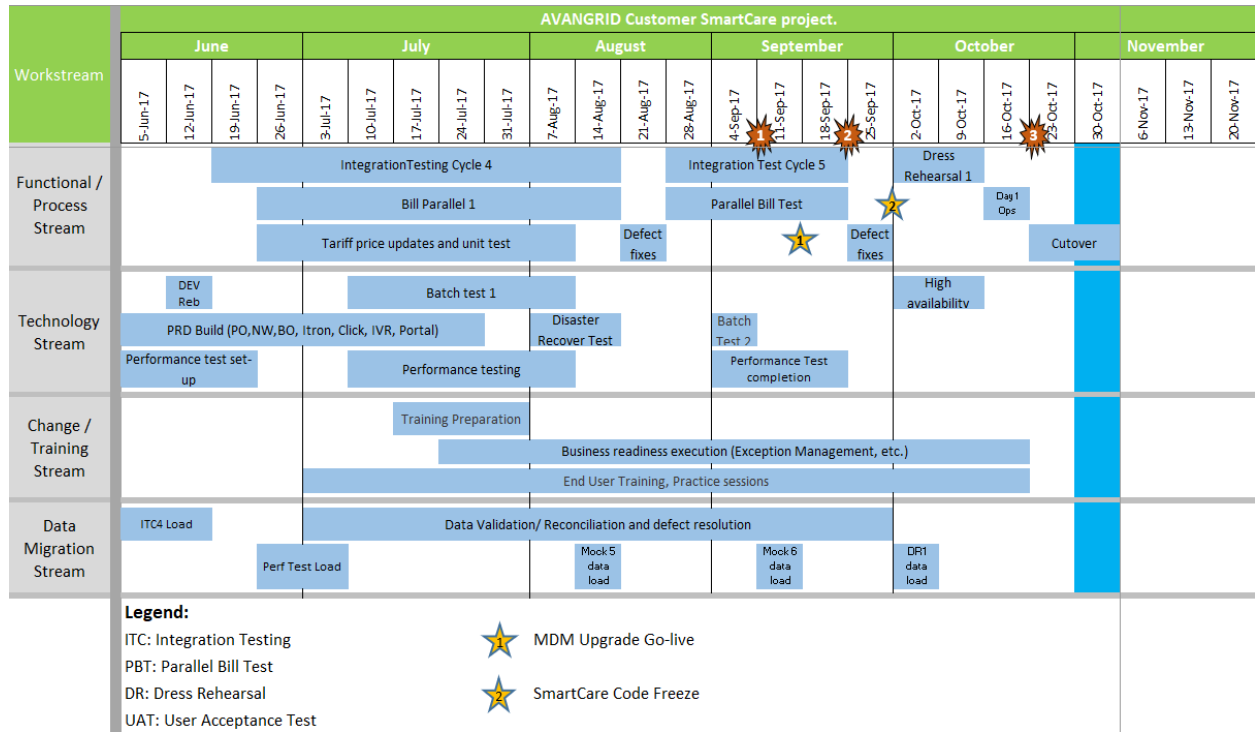 AVANGRID Customer SmartCare project.
Workstream
June
July
August
September
October
November
5-Jun-17
12-Jun-17
19-Jun-17
26-Jun-17
3-Jul-17
10-Jul-17
17-Jul-17
24-Jul-17
31-Jul-17
7-Aug-17
14-Aug-17
21-Aug-17
28-Aug-17
4-Sep-17
11-Sep-17
18-Sep-17
25-Sep-17
2-Oct-17
9-Oct-17
16-Oct-17
23-Oct-17
30-Oct-17
6-Nov-17
13-Nov-17
20-Nov-17
1
2
3
Functional /
Process
Stream
IntegrationTesting Cycle 4
Integration Test Cycle 5
Dress
Rehearsal 1
Bill Parallel 1
Parallel Bill Test
2
Day 1
Ops
Tariff price updates and unit test
Defect
fixes
1
Defect
fixes
Cutover
Technology
Stream
DEV
Reb
Batch test 1
High
availability
PRD Build (PO,NW,BO, Itron, Click, IVR, Portal)
Disaster
Recover Test
Batch
Test 2
Performance test set-
up
Performance testing
Performance Test
completion
Change /
Training
Stream
Training Preparation
Business readiness execution (Exception Management, etc.)
End User Training, Practice sessions
Data
Migration
Stream
ITC4 Load
Data Validation/ Reconciliation and defect resolution
Perf Test Load
Mock 5
data
load
Mock 6
data
load
DR1
data
load
Legend:
ITC: Integration Testing
1 MDM Upgrade Go-live
PBT: Parallel Bill Test
DR: Dress Rehearsal
2 SmartCare Code Freeze
UAT: User Acceptance Test